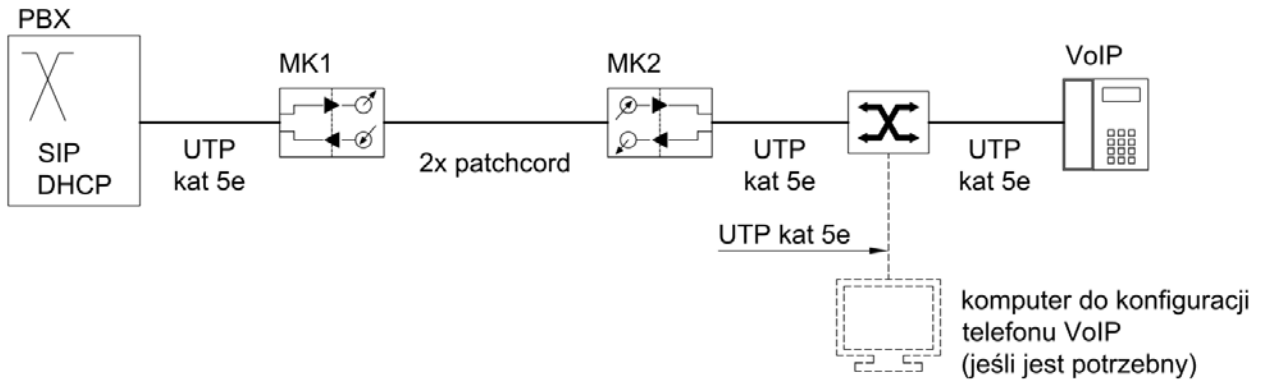 PBX
SIP
DHCP
UTP
kat 5e
MK1
2x patchcord
MK2
UTP
kat 5e
UTP
kat 5e
VoIP
UTP kat 5e
komputer do konfiguracji
telefonu VoIP
(jeśli jest potrzebny)